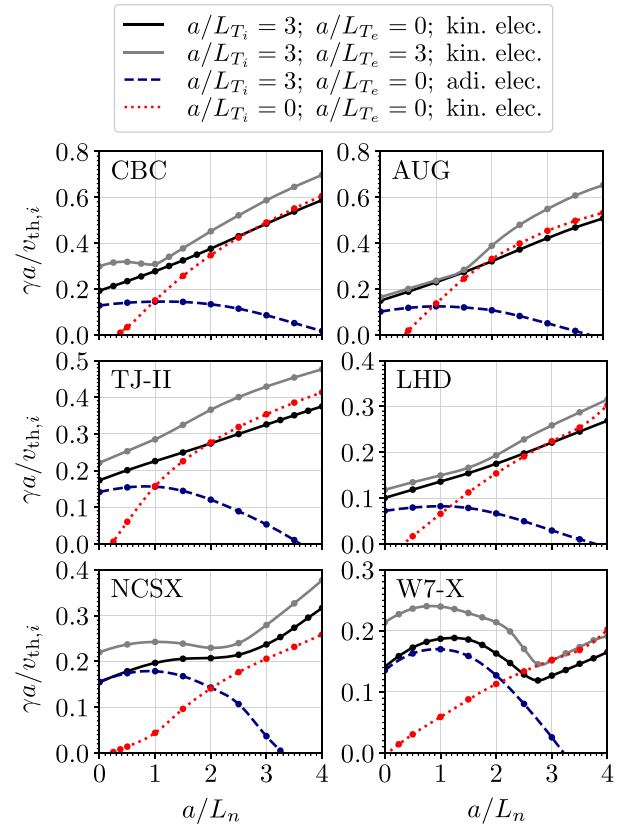 a/L_{T_i} = 3; a/L_{T_e} = 0; kin. elec.
a/L_{T_i} = 3; a/L_{T_e} = 3; kin. elec.
a/L_{T_i} = 3; a/L_{T_e} = 0; adi. elec.
a/L_{T_i} = 0; a/L_{T_e} = 0; kin. elec.
CBC AUG
γa/v_{th,i}
0.8 0.6 0.4 0.2 0.0
0.8 0.6 0.4 0.2 0.0
TJ-II LHD
γa/v_{th,i}
0.5 0.4 0.3 0.2 0.1 0.0
0.4 0.3 0.2 0.1 0.0
NCSX W7-X
γa/v_{th,i}
0.4 0.3 0.2 0.1 0.0
0.3 0.2 0.1 0.0
0 1 2 3 4 0 1 2 3 4
a/L_n a/L_n